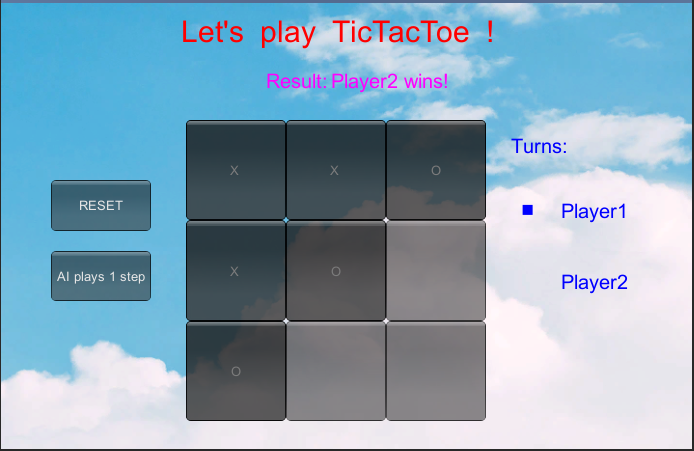 Let's play TicTacToe !
Result: Player2 wins!
Turns:
X X O
RESET
Player1
X O
AI plays 1 step
Player2
O